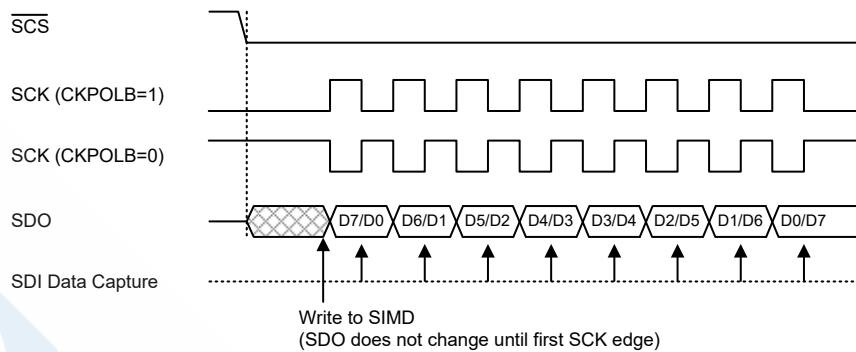 SCS
SCK (CKPOLB=1)
SCK (CKPOLB=0)
SDO
D7/D0 D6/D1 D5/D2 D4/D3 D3/D4 D2/D5 D1/D6 D0/D7
SDI Data Capture
Write to SIMD
(SDO does not change until first SCK edge)